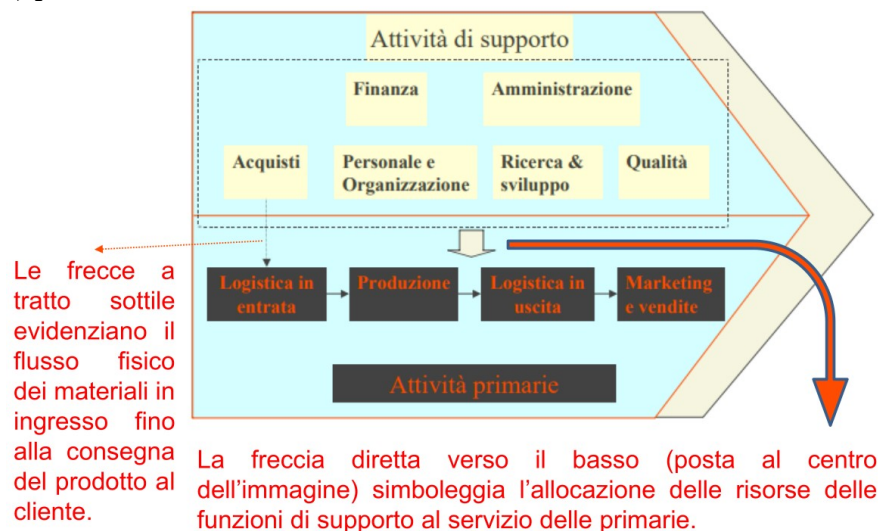 Attività di supporto
Finanza
Amministrazione
Acquisti
Personale e
Organizzazione
Ricerca &
sviluppo
Qualità
Logistica in
entrata
Produzione
Logistica in
uscita
Marketing
e vendite
Attività primarie
Le frecce a
tratto sottile
evidenziano il
flusso fisico
dei materiali in
ingresso fino
alla consegna
del prodotto al
cliente.
La freccia diretta verso il basso (posta al centro
dell’immagine) simboleggia l’allocazione delle risorse delle
funzioni di supporto al servizio delle primarie.